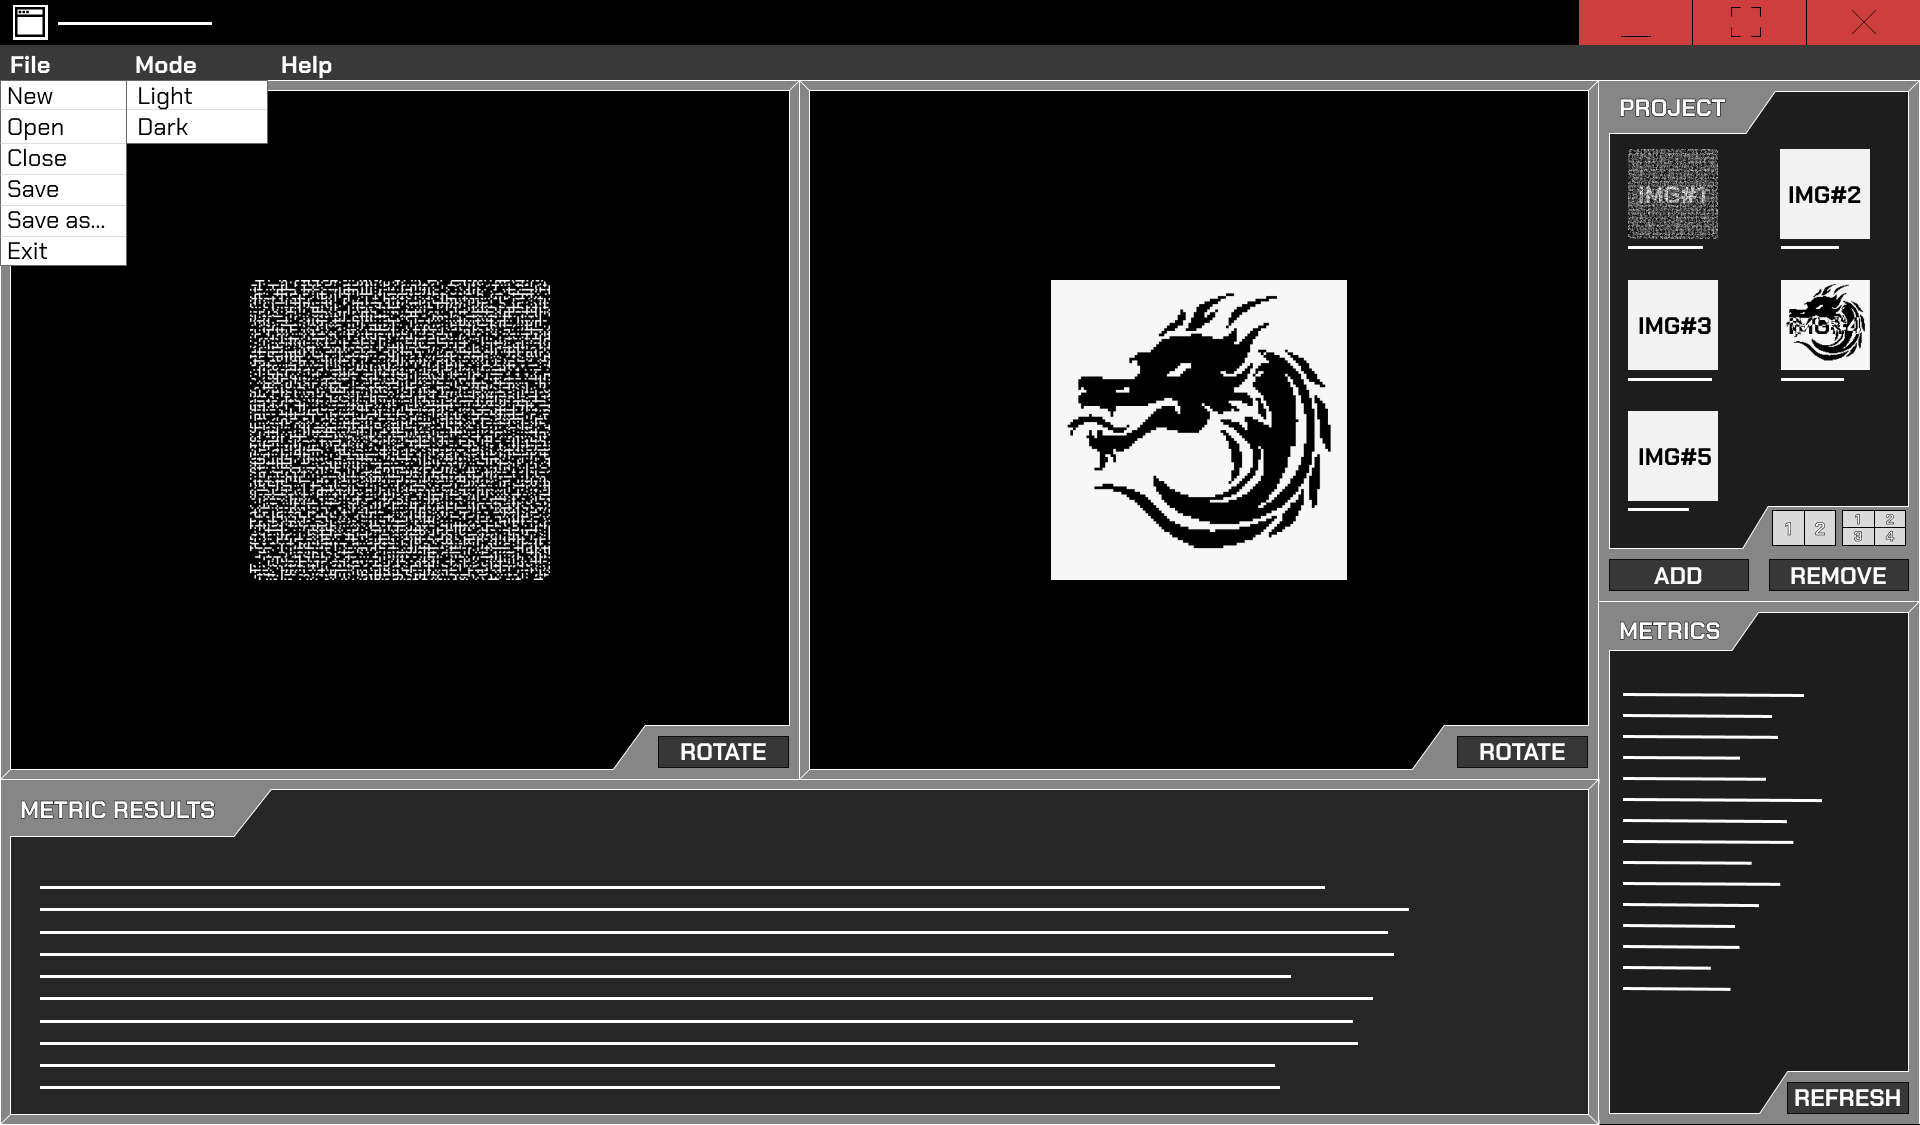 File Mode Help
New
Open
Close
Save
Save as...
Exit
Light
Dark
ROTATE
ROTATE
PROJECT
IMG#1
IMG#2
IMG#3
IMG#4
IMG#5
1 2
1 2
3 4
ADD
REMOVE
METRICS
REFRESH
METRIC RESULTS